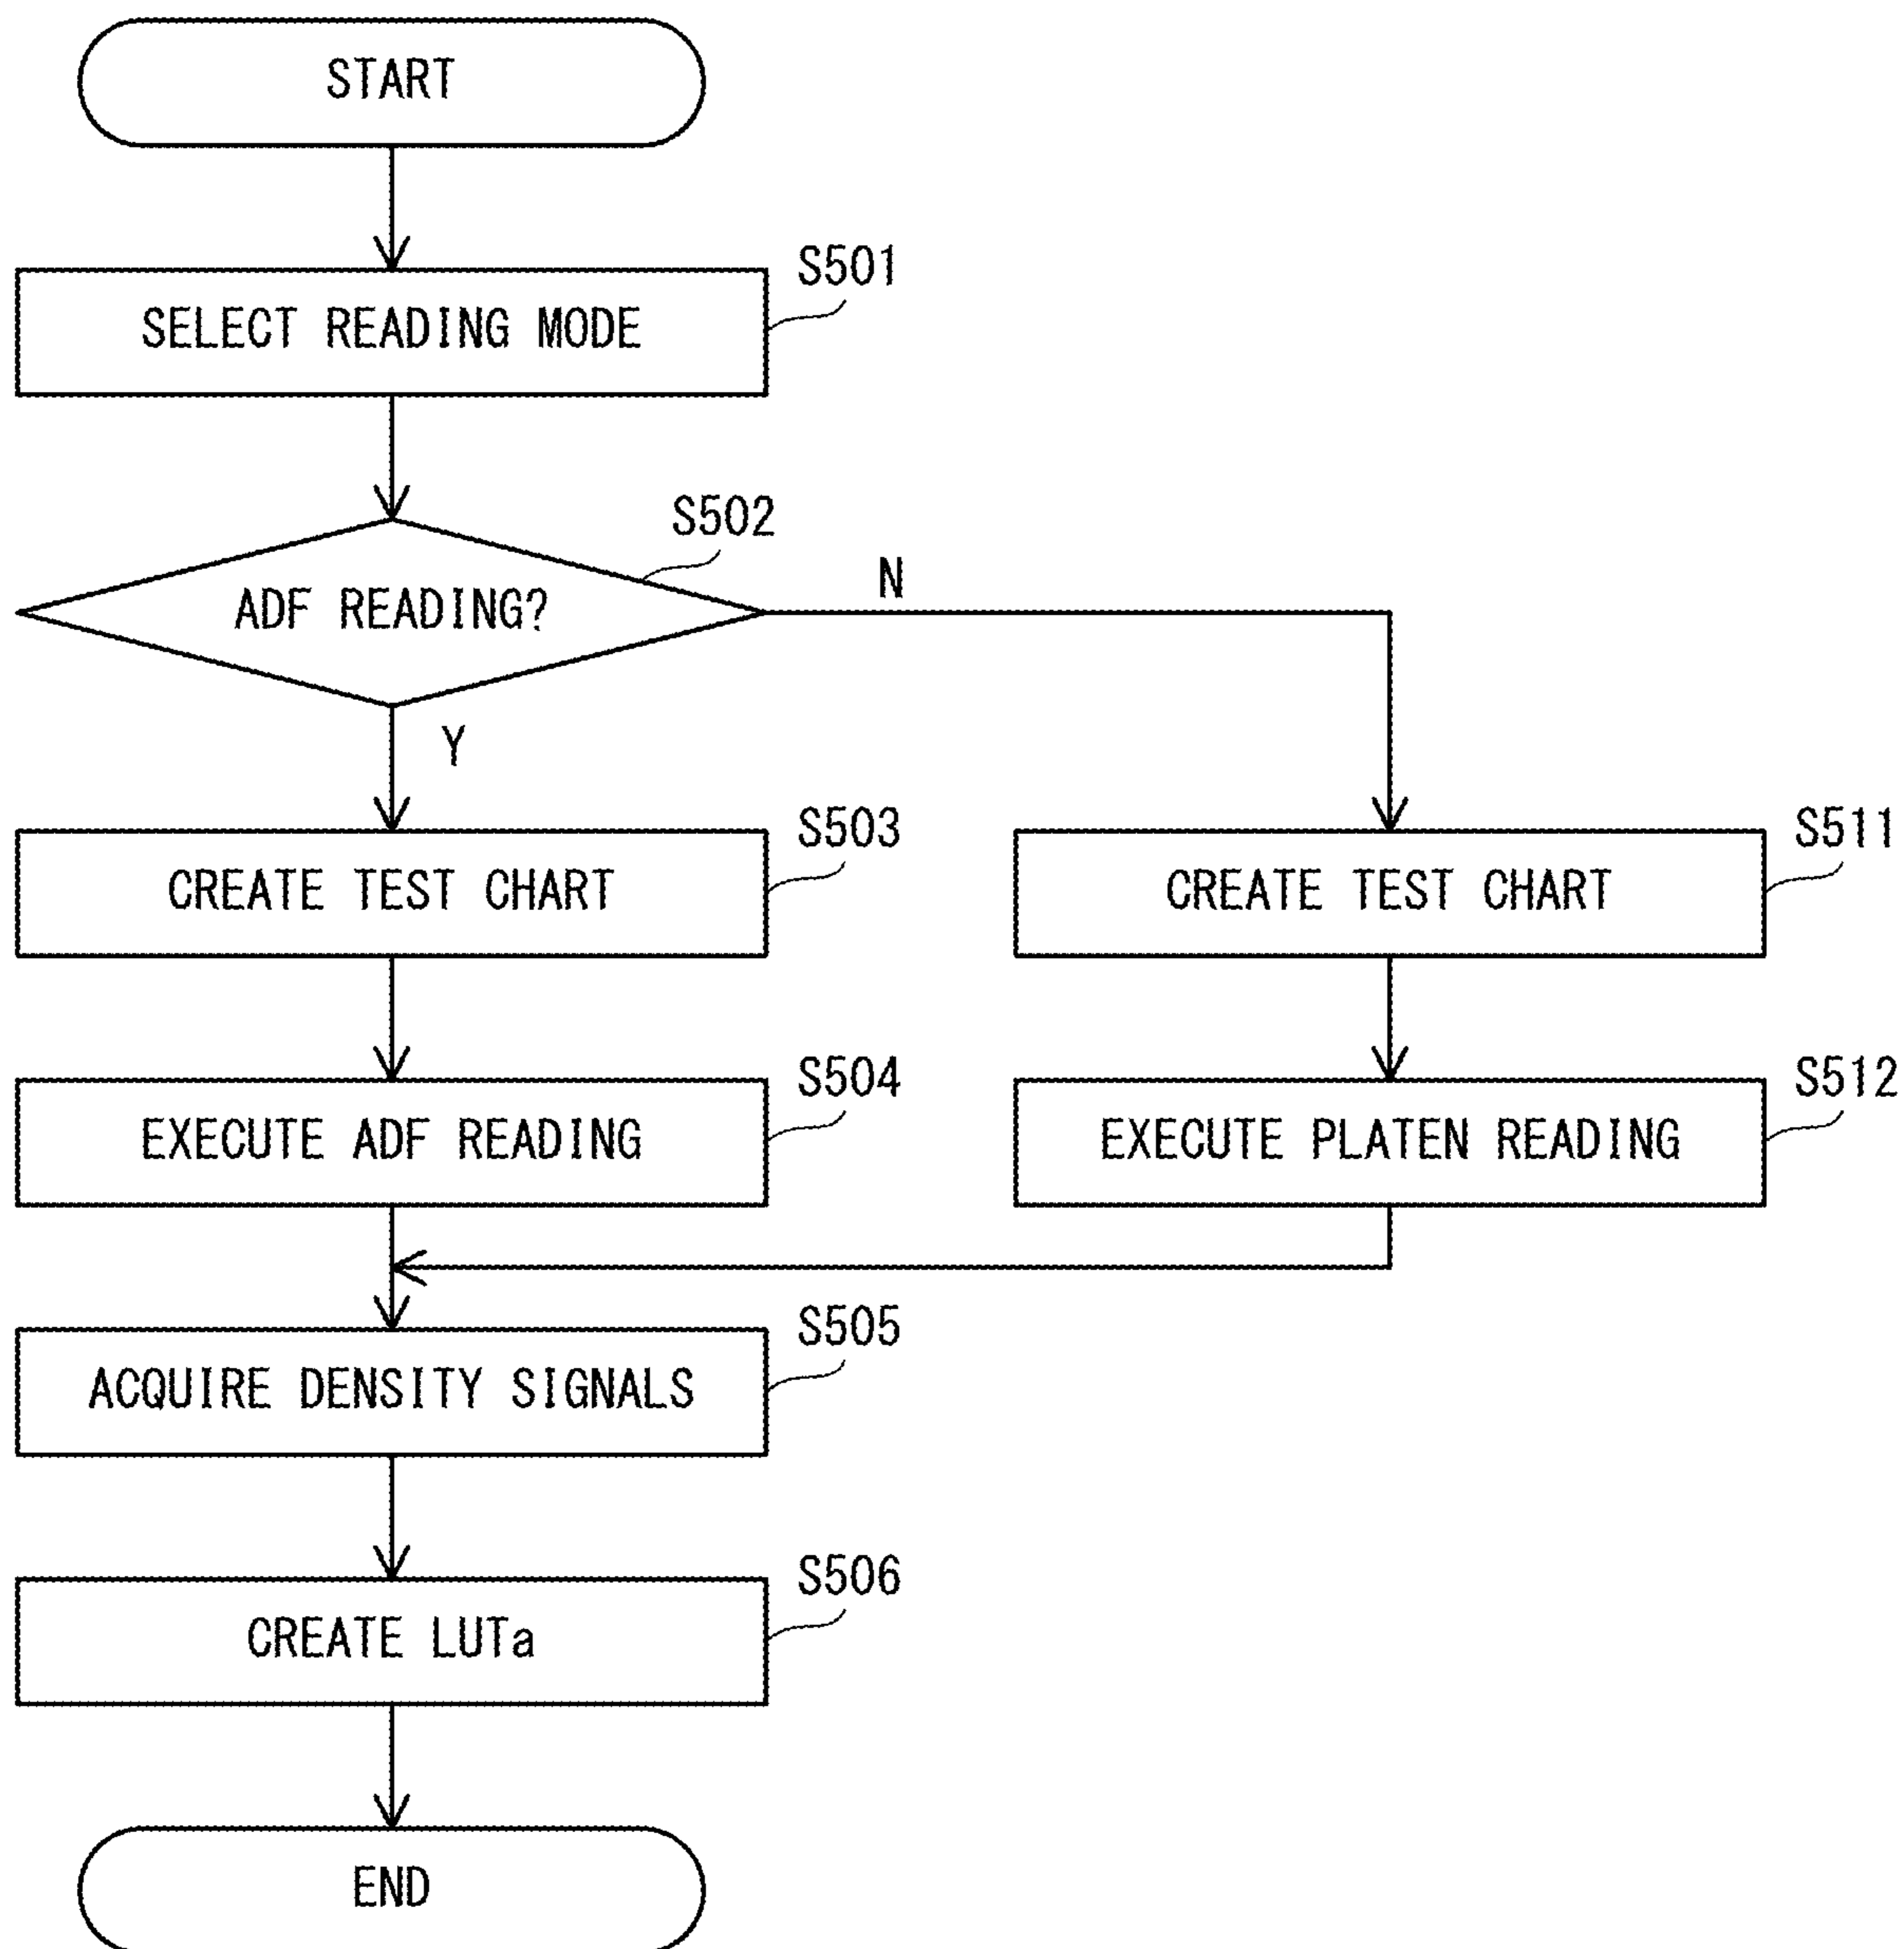 START
S501
SELECT READING MODE
S502
ADF READING?
N
Y
S503
CREATE TEST CHART
S511
CREATE TEST CHART
S504
EXECUTE ADF READING
S512
EXECUTE PLATEN READING
S505
ACQUIRE DENSITY SIGNALS
S506
CREATE LUTa
END